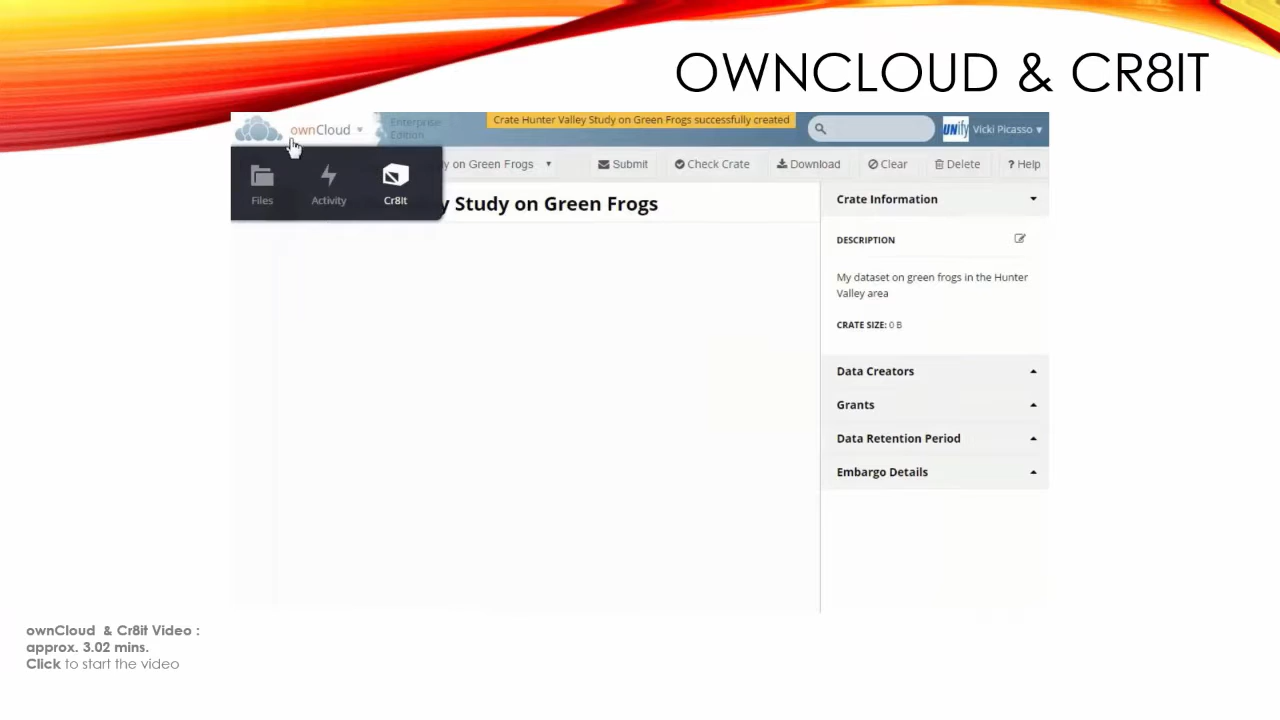 OWNCLOUD & CR8IT
ownCloud
Enterprise
Edition
Crate Hunter Valley Study on Green Frogs successfully created
UNify
Vicki Picasso
Files
Activity
Cr8it
y on Green Frogs
Submit
Check Crate
Download
Clear
Delete
? Help
y Study on Green Frogs
Crate Information
DESCRIPTION
My dataset on green frogs in the Hunter
Valley area
CRATE SIZE: 0 B
Data Creators
Grants
Data Retention Period
Embargo Details
ownCloud & Cr8it Video :
approx. 3.02 mins.
Click to start the video